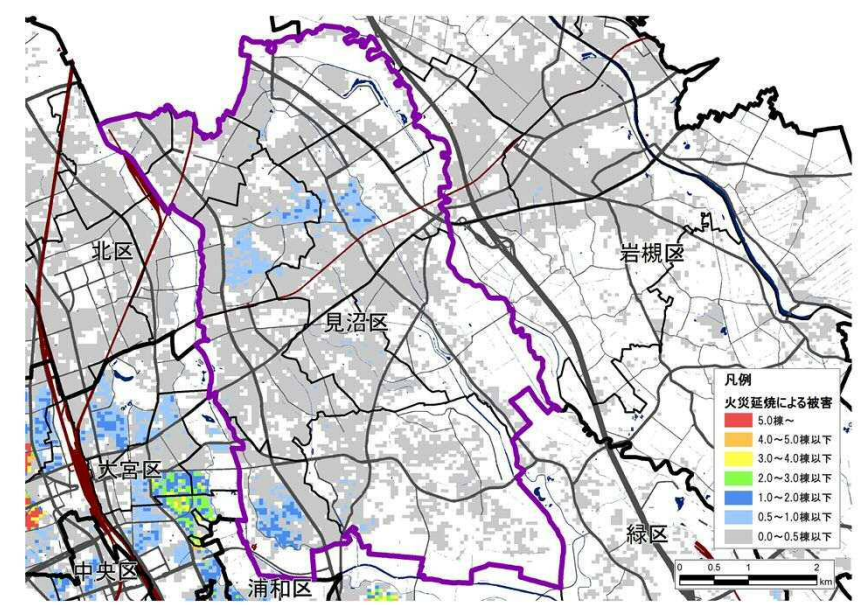 北区
岩槻区
見沼区
大宮区
中央区
浦和区
緑区
凡例
火災延焼による被害
5.0棟～
4.0～5.0棟以下
3.0～4.0棟以下
2.0～3.0棟以下
1.0～2.0棟以下
0.5～1.0棟以下
0.0～0.5棟以下
0 0.5 1 2
km